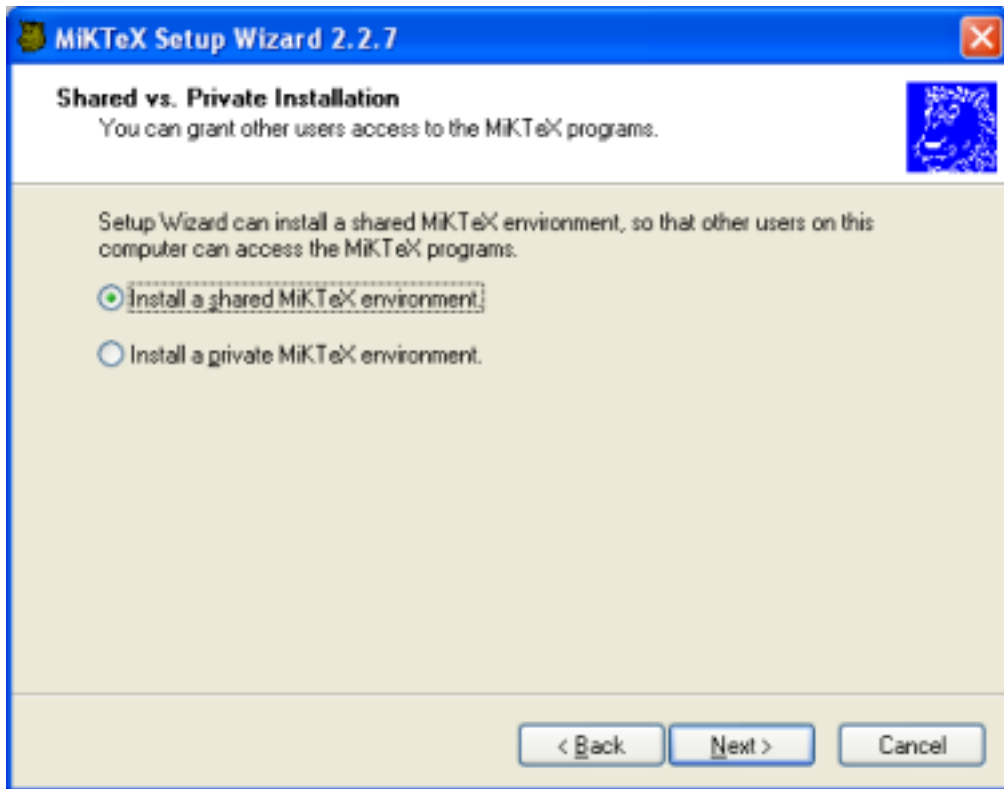 MiKTeX Setup Wizard 2.2.7
Shared vs. Private Installation
You can grant other users access to the MiKTeX programs.
Setup Wizard can install a shared MiKTeX environment, so that other users on this
computer can access the MiKTeX programs.
Install a shared MiKTeX environment.
Install a private MiKTeX environment.
< Back
Next >
Cancel